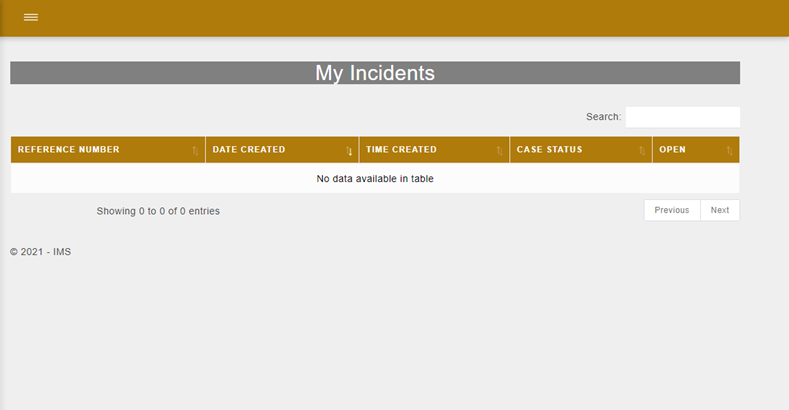 My Incidents
Search:
REFERENCE NUMBER DATE CREATED TIME CREATED CASE STATUS OPEN
No data available in table
Showing 0 to 0 of 0 entries Previous Next
© 2021 - IMS